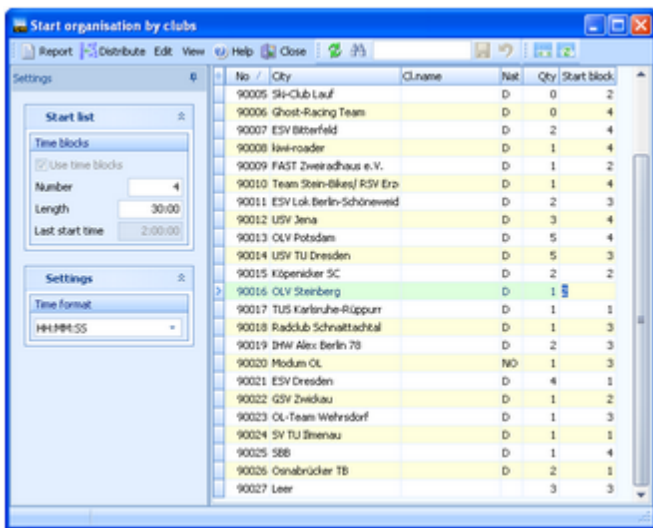 Start organisation by clubs
Report Distribute Edit View Help Close
Settings
Start list
Time blocks
Use time blocks
Number 4
Length 30:00
Last start time 2:00:00
Settings
Time format
HH:MM:SS
No / City Cl.name Nat Qty Start block
90005 Ski-Club Lauf D 0 2
90006 Ghost-Racing Team D 0 4
90007 ESV Bitterfeld D 2 4
90008 kiwi-roader D 1 4
90009 FAST Zweiradhaus e.V. D 1 2
90010 Team Stein-Bikes/ RSV Erz D 1 4
90011 ESV Lok Berlin-Schöneweid D 2 3
90012 USV Jena D 3 4
90013 OLV Potsdam D 5 4
90014 USV TU Dresden D 5 3
90015 Köpenicker SC D 2 2
90016 OLV Steinberg D 1
90017 TUS Karlsruhe-Rüppurr D 1 1
90018 Radclub Schnaittachtal D 1 3
90019 IHW Alex Berlin 78 D 2 3
90020 Modum OL NO 1 3
90021 ESV Dresden D 4 1
90022 GSV Zwickau D 1 2
90023 OL-Team Wehrsdorf D 1 3
90024 SV TU Ilmenau D 1 1
90025 SBB D 1 4
90026 Osnabrücker TB D 2 1
90027 Leer 3 3